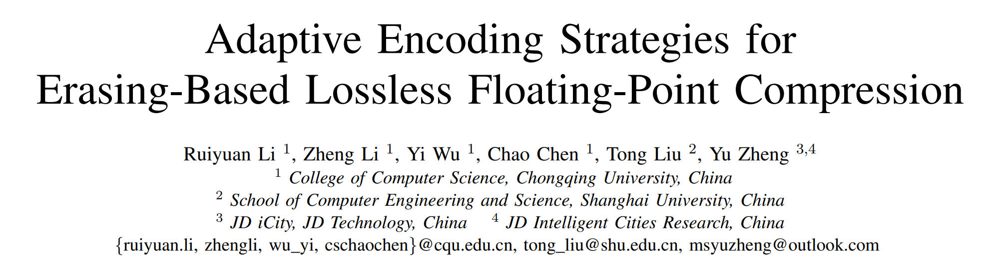 Adaptive Encoding Strategies for
Erasing-Based Lossless Floating-Point Compression
Ruiyuan Li 1, Zheng Li 1, Yi Wu 1, Chao Chen 1, Tong Liu 2, Yu Zheng 3,4
1 College of Computer Science, Chongqing University, China
2 School of Computer Engineering and Science, Shanghai University, China
3 JD iCity, JD Technology, China 4 JD Intelligent Cities Research, China
{ruiyuan.li, zhengli, wu_yi, cschaochen}@cqu.edu.cn, tong_liu@shu.edu.cn, msyuzheng@outlook.com